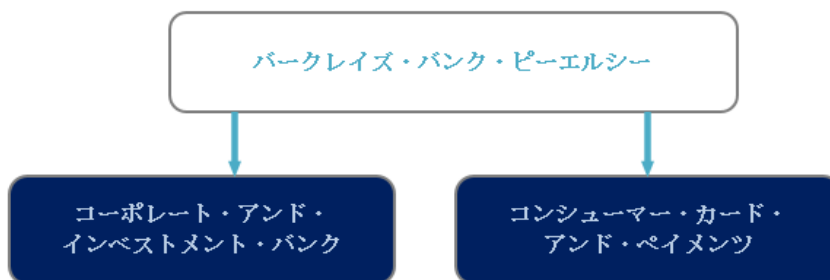 バークレイズ・バンク・ピーエルシー
コーポレート・アンド・
インベストメント・バンク
コンシューマー・カード・
アンド・ペイメンツ